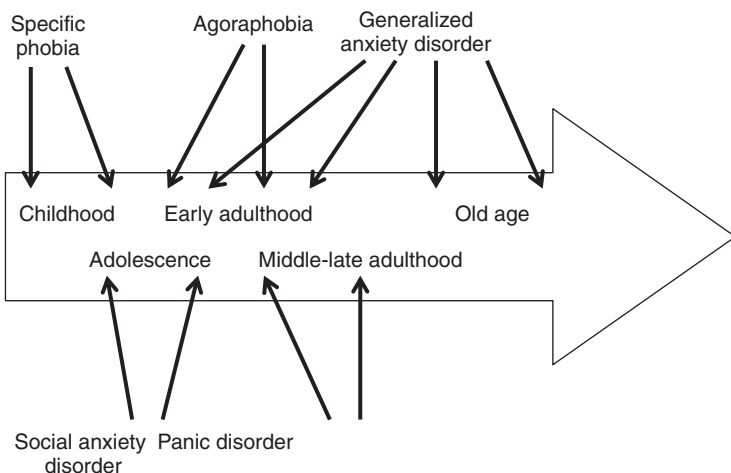 Specific
phobia
Agoraphobia
Generalized
anxiety disorder
Childhood
Early adulthood
Old age
Adolescence
Middle-late adulthood
Social anxiety
disorder
Panic disorder